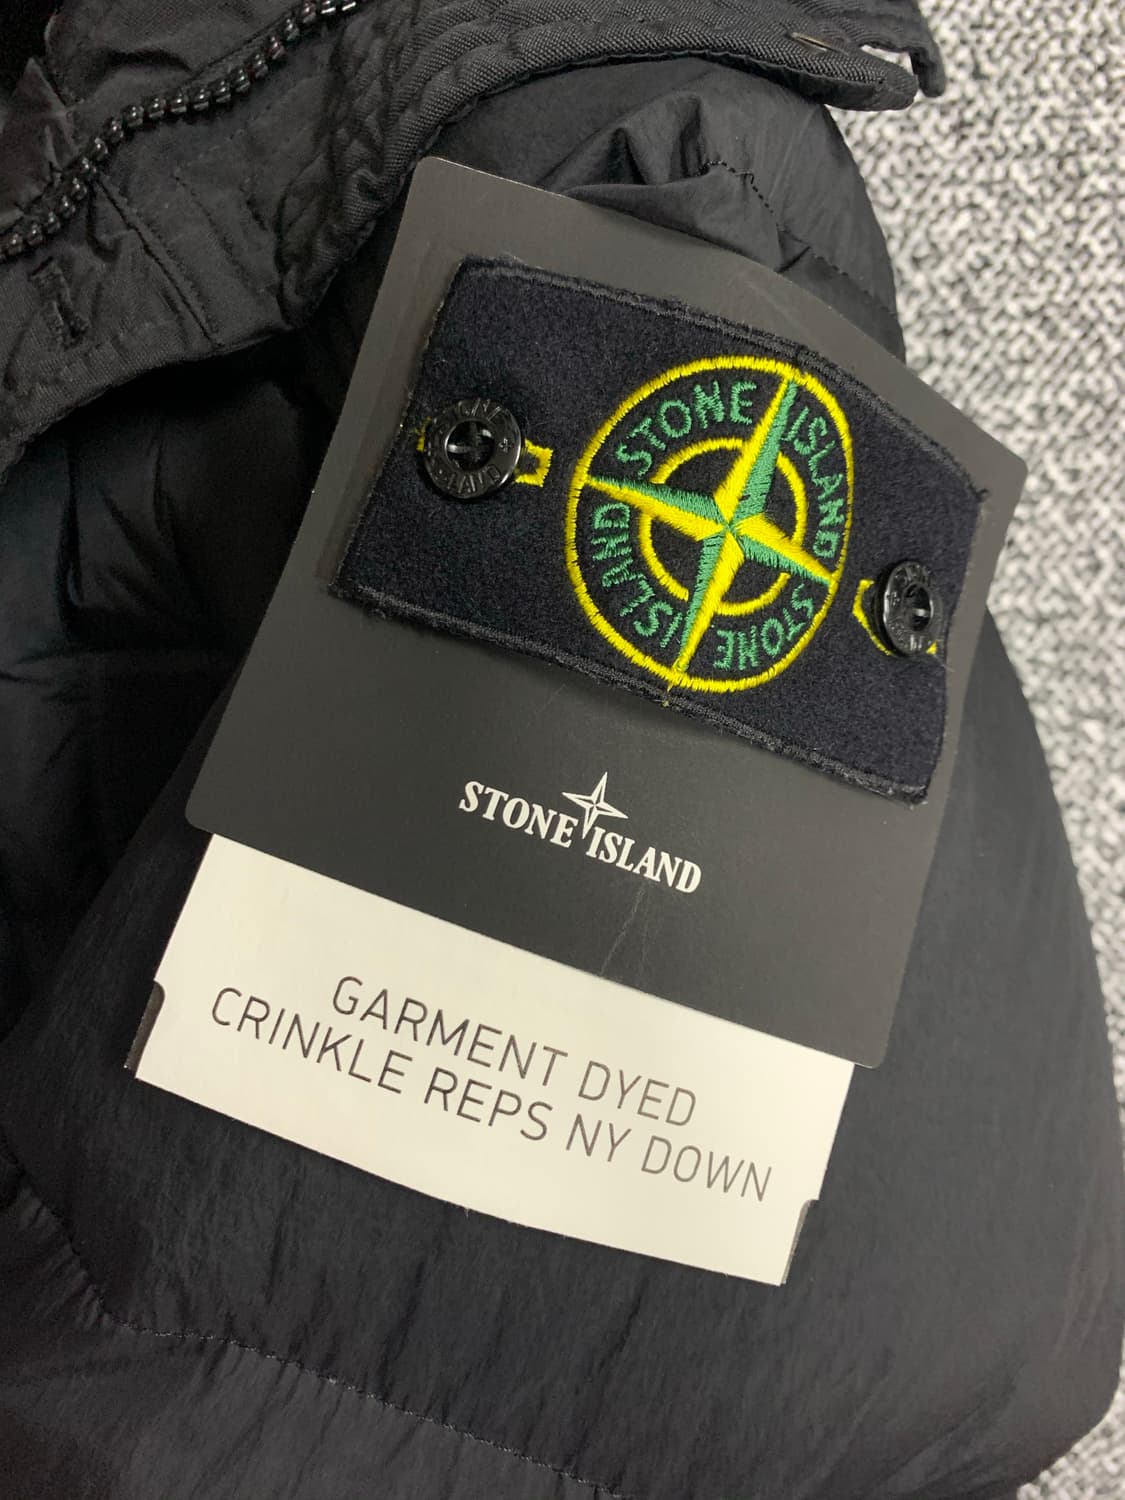 STONE ISLAND
STONE ISLAND
STONE ISLAND
GARMENT DYED
CRINKLE REPS NY DOWN